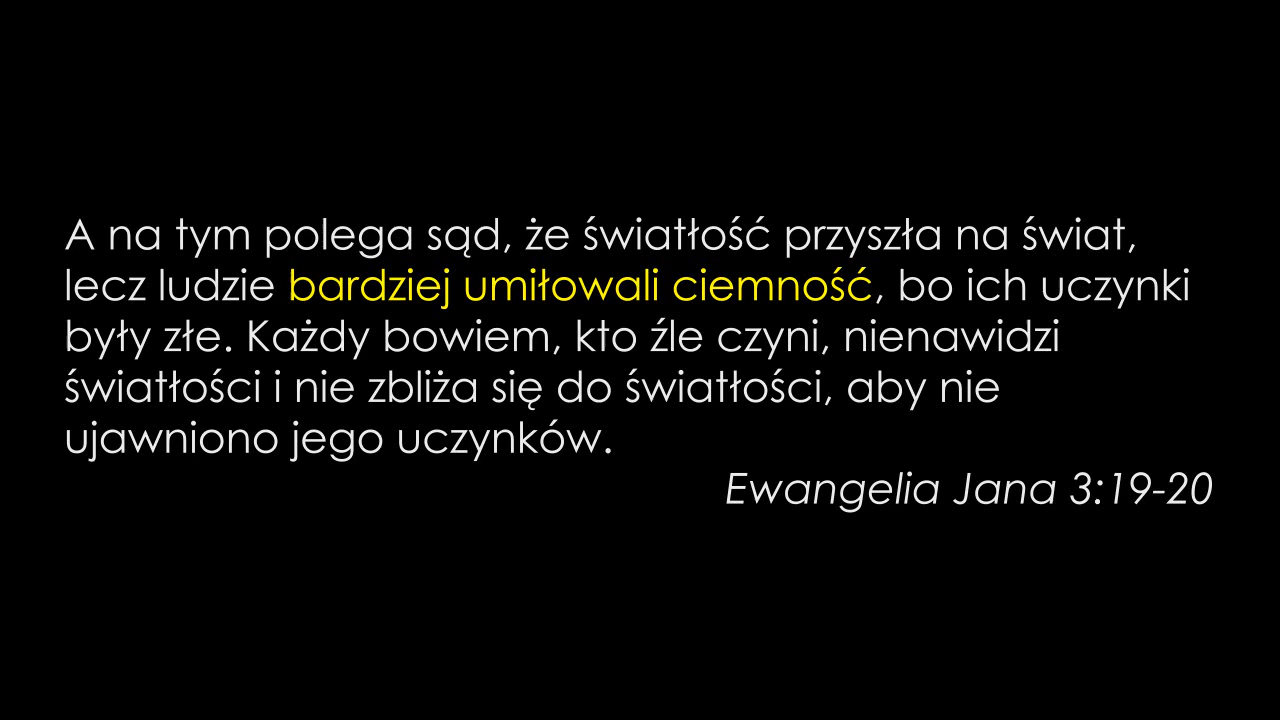 A na tym polega sąd, że światłość przyszła na świat,
lecz ludzie bardziej umiłowali ciemność, bo ich uczynki
były złe. Każdy bowiem, kto źle czyni, nienawidzi
światłości i nie zbliża się do światłości, aby nie
ujawniono jego uczynków.
Ewangelia Jana 3:19-20